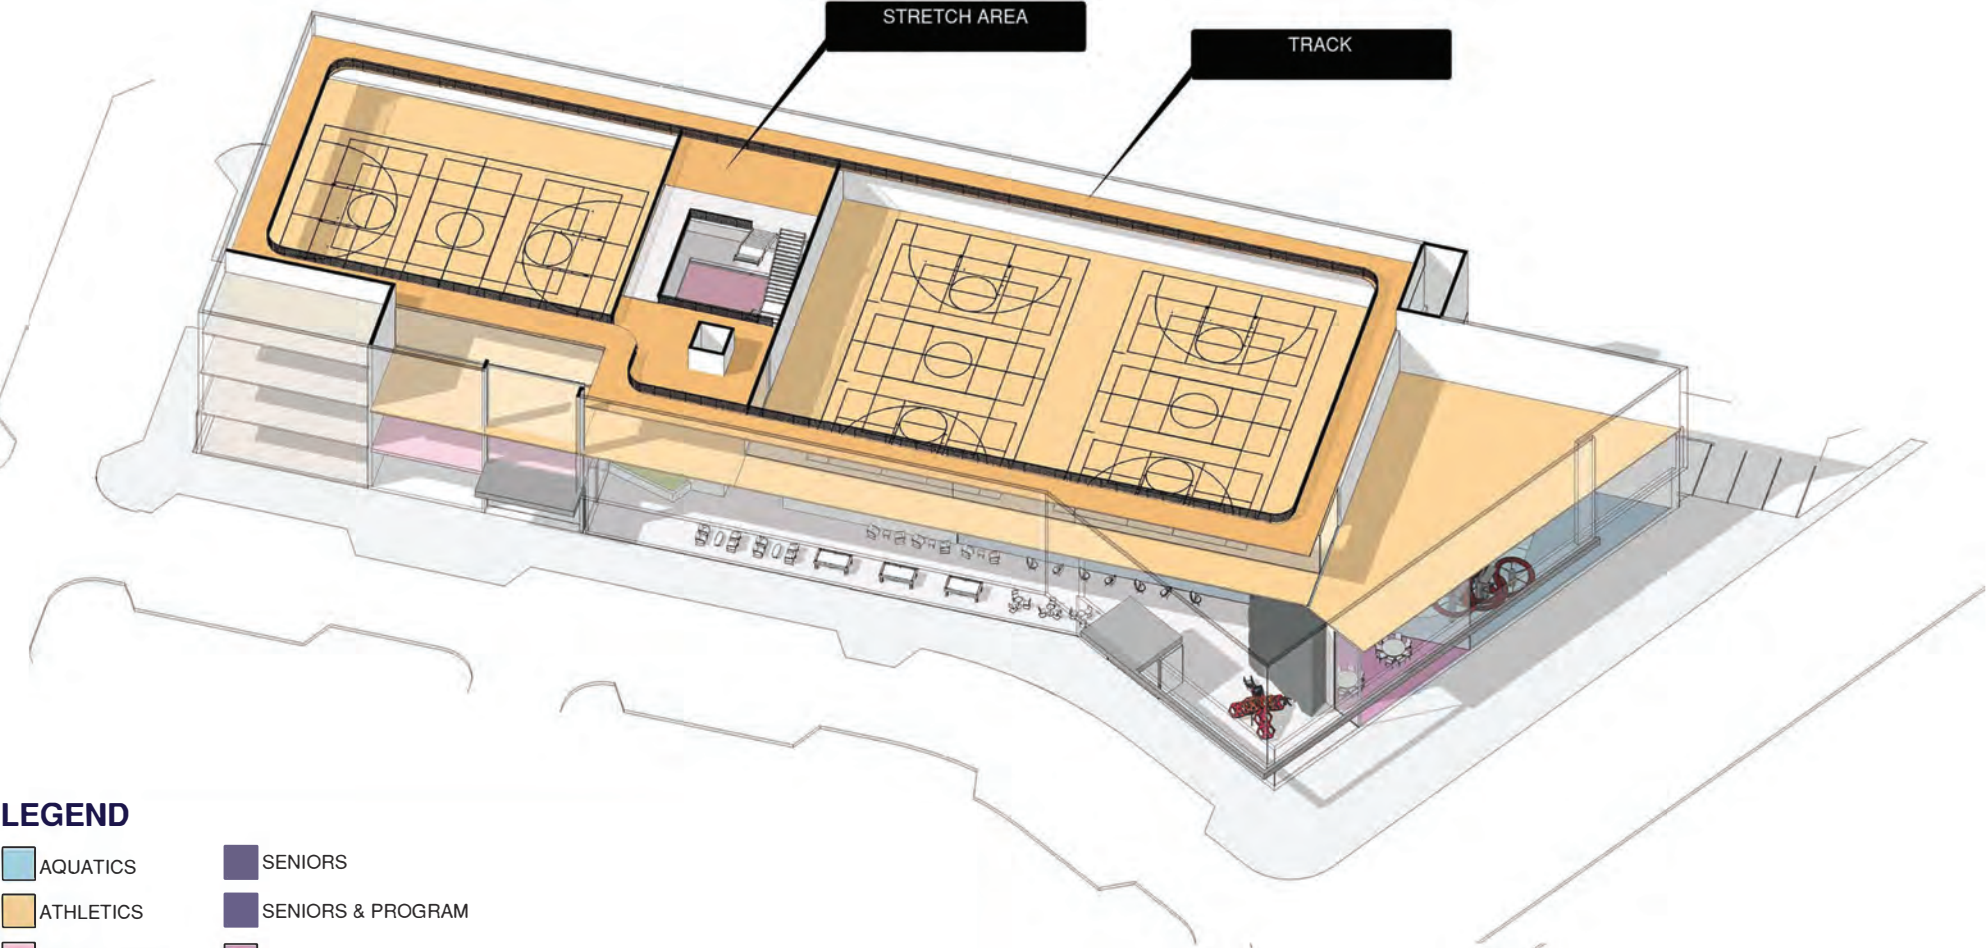 STRETCH AREA
TRACK
LEGEND
AQUATICS
SENIORS
ATHLETICS
SENIORS & PROGRAM